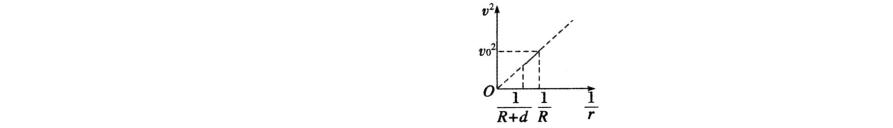 v²
v₀²
O
1/(R+d) 1/R 1/r